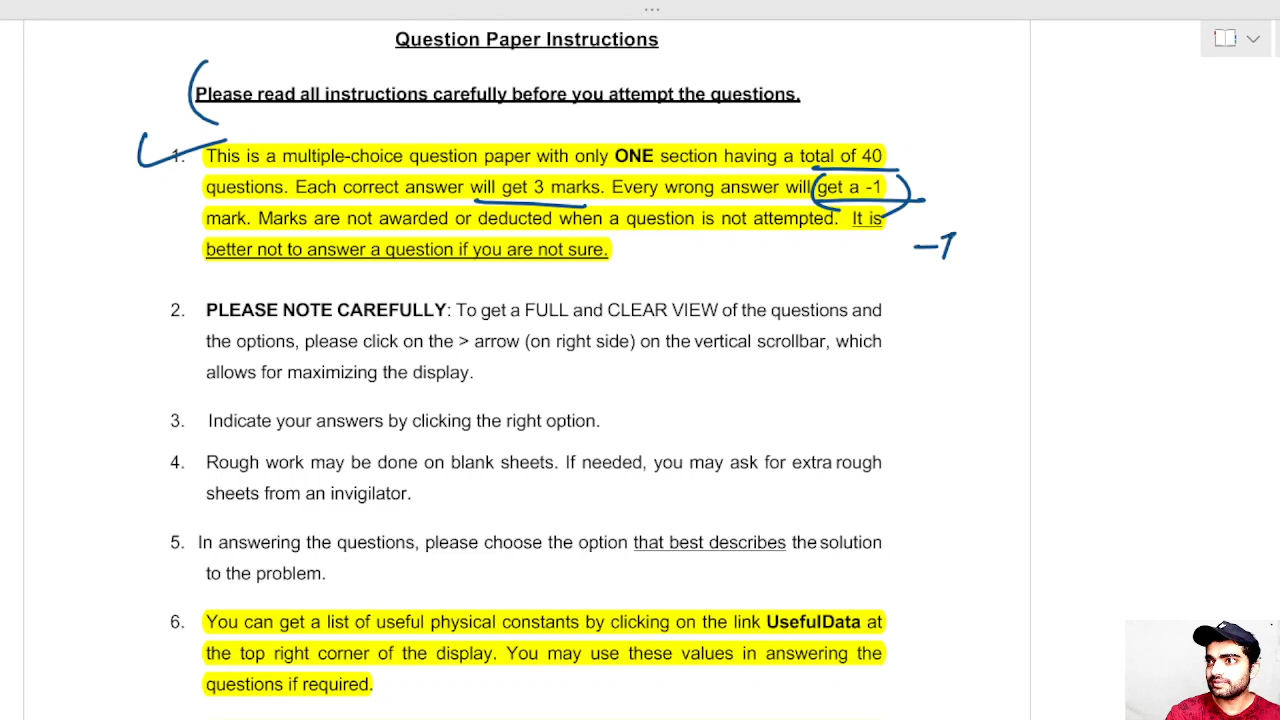 Question Paper Instructions
Please read all instructions carefully before you attempt the questions.
1. This is a multiple-choice question paper with only ONE section having a total of 40
questions. Each correct answer will get 3 marks. Every wrong answer will get a -1
mark. Marks are not awarded or deducted when a question is not attempted. It is
-1
better not to answer a question if you are not sure.
2. PLEASE NOTE CAREFULLY: To get a FULL and CLEAR VIEW of the questions and
the options, please click on the > arrow (on right side) on the vertical scrollbar, which
allows for maximizing the display.
3. Indicate your answers by clicking the right option.
4. Rough work may be done on blank sheets. If needed, you may ask for extra rough
sheets from an invigilator.
5. In answering the questions, please choose the option that best describes the solution
to the problem.
6. You can get a list of useful physical constants by clicking on the link UsefulData at
the top right corner of the display. You may use these values in answering the
questions if required.